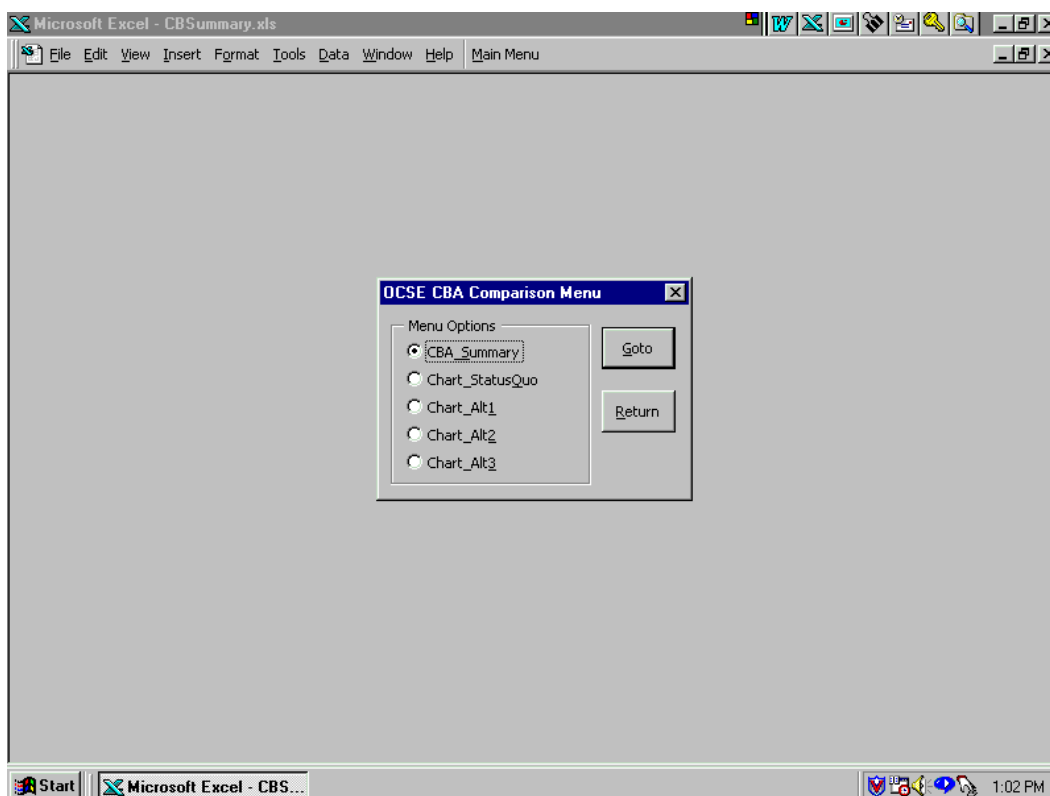 Microsoft Excel - CBSummary.xls
File Edit View Insert Format Tools Data Window Help Main Menu
OCSE CBA Comparison Menu
Menu Options
CBA_Summary
Goto
Chart_StatusQuo
Chart_Alt1
Return
Chart_Alt2
Chart_Alt3
Start Microsoft Excel - CBS... 1:02 PM